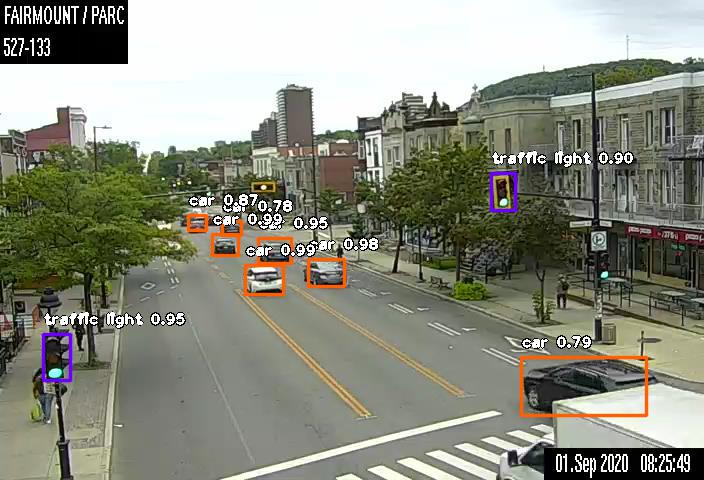 FAIRMOUNT / PARC
527-133
traffic light 0.90
car 0.87
car 0.78
car 0.99
car 0.95
car 0.99
car 0.98
traffic light 0.95
car 0.79
01.Sep 2020 08:25:49